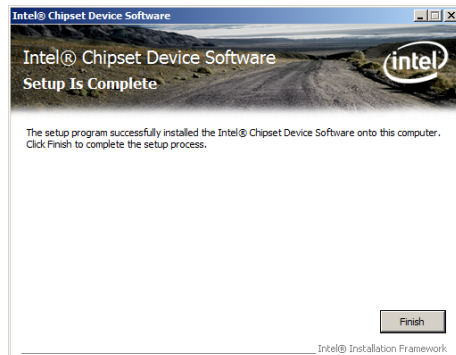 Intel® Chipset Device Software
Intel® Chipset Device Software
intel
Setup Is Complete
The setup program successfully installed the Intel® Chipset Device Software onto this computer.
Click Finish to complete the setup process.
Finish
Intel® Installation Framework